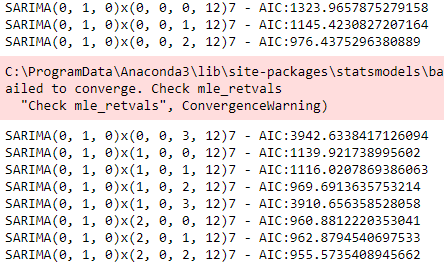 SARIMA(0, 1, 0)x(0, 0, 0, 12)7 - AIC:1323.9657875279158
SARIMA(0, 1, 0)x(0, 0, 1, 12)7 - AIC:1145.4230827207164
SARIMA(0, 1, 0)x(0, 0, 2, 12)7 - AIC:976.4375296380889
C:\ProgramData\Anaconda3\lib\site-packages\statsmodels\ba
ailed to converge. Check mle_retvals
"Check mle_retvals", ConvergenceWarning)
SARIMA(0, 1, 0)x(0, 0, 3, 12)7 - AIC:3942.6338417126094
SARIMA(0, 1, 0)x(1, 0, 0, 12)7 - AIC:1139.921738995602
SARIMA(0, 1, 0)x(1, 0, 1, 12)7 - AIC:1116.0207869386063
SARIMA(0, 1, 0)x(1, 0, 2, 12)7 - AIC:969.6913635753214
SARIMA(0, 1, 0)x(1, 0, 3, 12)7 - AIC:3910.656358528058
SARIMA(0, 1, 0)x(2, 0, 0, 12)7 - AIC:960.8812220353041
SARIMA(0, 1, 0)x(2, 0, 1, 12)7 - AIC:962.8794540697533
SARIMA(0, 1, 0)x(2, 0, 2, 12)7 - AIC:955.5735408945662